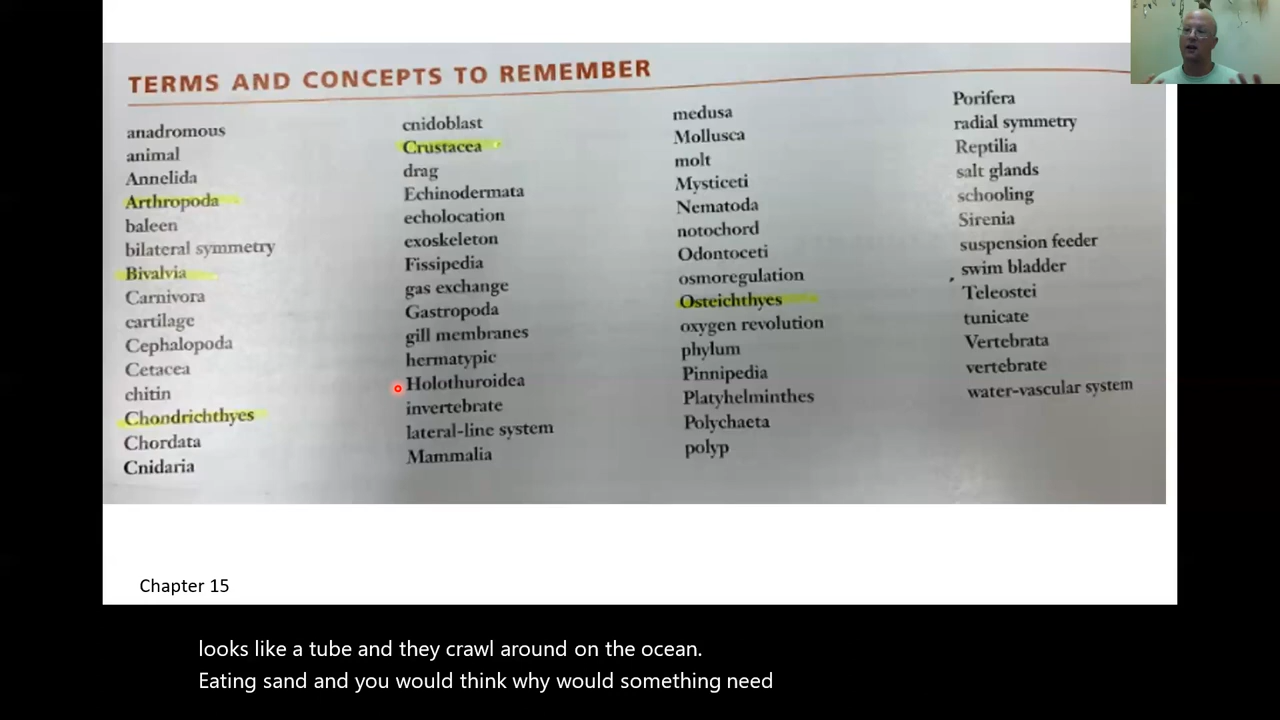 TERMS AND CONCEPTS TO REMEMBER
anadromous
animal
Annelida
Arthropoda
baleen
bilateral symmetry
Bivalvia
Carnivora
cartilage
Cephalopoda
Cetacea
chitin
Chondrichthyes
Chordata
Cnidaria
cnidoblast
Crustacea
drag
Echinodermata
echolocation
exoskeleton
Fissipedia
gas exchange
Gastropoda
gill membranes
hermatypic
Holothuroidea
invertebrate
lateral-line system
Mammalia
medusa
Mollusca
molt
Mysticeti
Nematoda
notochord
Odontoceti
osmoregulation
Osteichthyes
oxygen revolution
phylum
Pinnipedia
Platyhelminthes
Polychaeta
polyp
Porifera
radial symmetry
Reptilia
salt glands
schooling
Sirenia
suspension feeder
swim bladder
Teleostei
tunicate
Vertebrata
vertebrate
water-vascular system
Chapter 15
looks like a tube and they crawl around on the ocean.
Eating sand and you would think why would something need